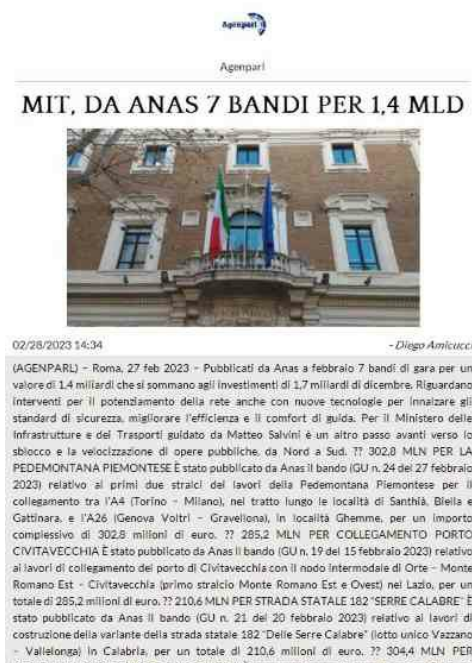 Agenparl
Agenparl
MIT, DA ANAS 7 BANDI PER 1,4 MLD
02/28/2023 14:34
- Diego Amicucci
(AGENPARL) – Roma, 27 feb 2023 – Pubblicati da Anas a febbraio 7 bandi di gara per un
valore di 1,4 miliardi che si sommano agli investimenti di 1,7 miliardi di dicembre. Riguardano
interventi per il potenziamento della rete anche con nuove tecnologie per innalzare gli
standard di sicurezza, migliorare l'efficienza e il comfort di guida. Per il Ministero delle
Infrastrutture e dei Trasporti guidato da Matteo Salvini è un altro passo avanti verso lo
sblocco e la velocizzazione di opere pubbliche, da Nord a Sud. ?? 302,8 MLN PER LA
PEDEMONTANA PIEMONTESE È stato pubblicato da Anas il bando (GU n. 24 del 27 febbraio
2023) relativo ai primi due stralci dei lavori della Pedemontana Piemontese per il
collegamento tra l'A4 (Torino – Milano), nel tratto lungo le località di Santhià, Biella e
Gattinara, e l'A26 (Genova Voltri – Gravellona), in località Ghemme, per un importo
complessivo di 302,8 milioni di euro. ?? 285,2 MLN PER COLLEGAMENTO PORTO
CIVITAVECCHIA È stato pubblicato da Anas il bando (GU n. 19 del 15 febbraio 2023) relativo
ai lavori di collegamento del porto di Civitavecchia con il nodo intermodale di Orte – Monte
Romano Est – Civitavecchia (primo stralcio Monte Romano Est e Ovest) nel Lazio, per un
totale di 285,2 milioni di euro. ?? 210,6 MLN PER STRADA STATALE 182 "SERRE CALABRE" È
stato pubblicato da Anas il bando (GU n. 21 del 20 febbraio 2023) relativo ai lavori di
costruzione della variante della strada statale 182 "Delle Serre Calabre" (lotto unico Vazzano
– Vallelonga) in Calabria, per un totale di 210,6 milioni di euro. ?? 304,4 MLN PER